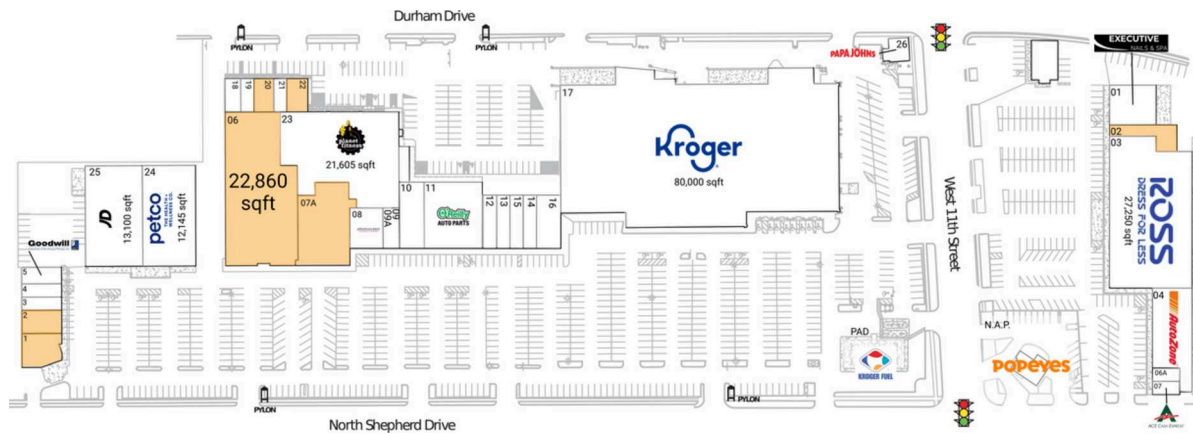 Durham Drive
PYLON
PYLON
PAPA JOHNS
26
EXECUTIVE
NAILS & SPA
18
19
20
21
22
17
01
06
23
planet
fitness
21,605 sqft
Kroger
80,000 sqft
02
03
25
24
JD
13,100 sqft
petco
THE HEALTH +
WELLNESS CO.
12,145 sqft
22,860
sqft
07A
08
09A
09
10
11
O'Reilly
AUTO PARTS
12
13
15
14
16
West 11th Street
ROSS
DRESS FOR LESS
27,250 sqft
Goodwill
5
4
3
2
1
04
AutoZone
PAD
KROGER FUEL
N.A.P.
POPEYES
06A
07
PYLON
PYLON
North Shepherd Drive
ACE CASH EXPRESS